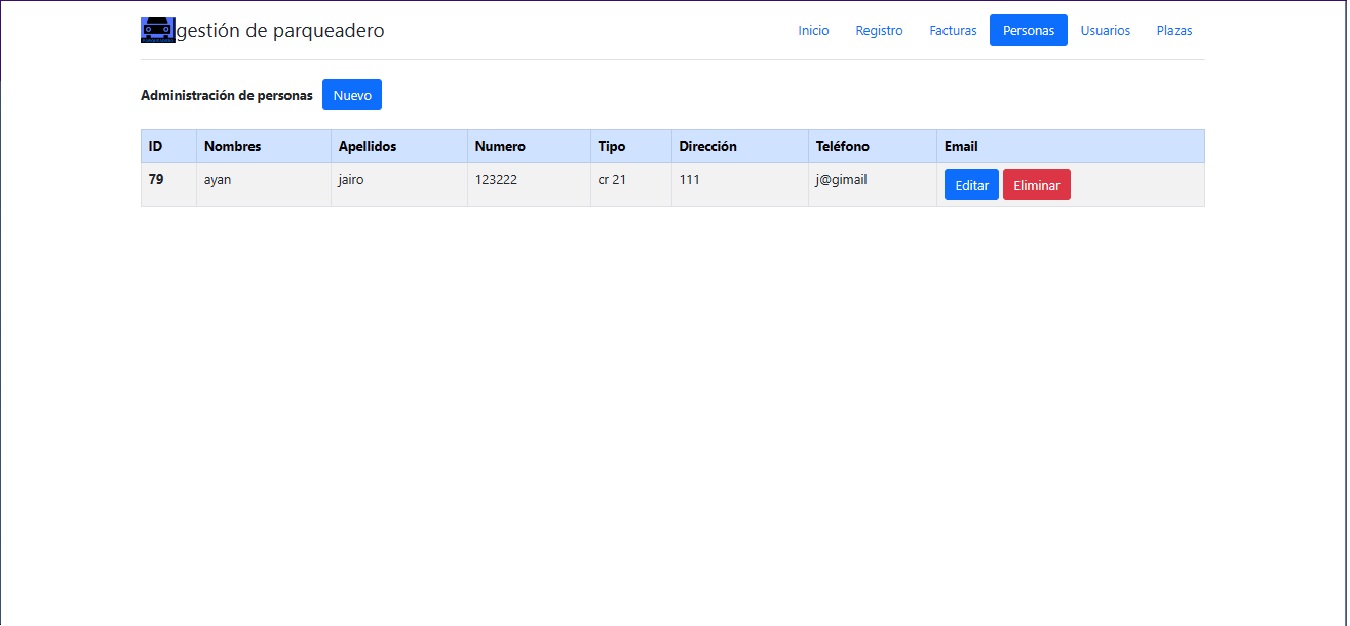 gestión de parqueadero Inicio Registro Facturas Personas Usuarios Plazas
Administración de personas Nuevo
ID Nombres Apellidos Numero Tipo Dirección Teléfono Email
79 ayan jairo 123222 cr 21 111 j@gimail Editar Eliminar